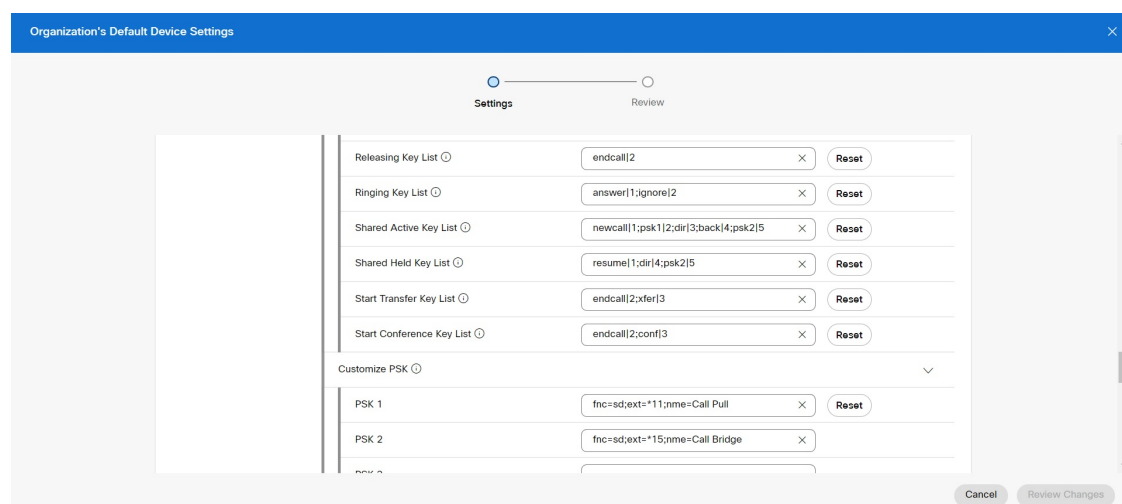 Organization's Default Device Settings
Settings Review
Releasing Key List endcall|2 Reset
Ringing Key List answer|1;ignore|2 Reset
Shared Active Key List newcall|1;psk1|2;dir|3;back|4;psk2|5 Reset
Shared Held Key List resume|1;dir|4;psk2|5 Reset
Start Transfer Key List endcall|2;xfer|3 Reset
Start Conference Key List endcall|2;conf|3 Reset
Customize PSK
PSK 1 fnc=sd;ext=*11;nme=Call Pull Reset
PSK 2 fnc=sd;ext=*15;nme=Call Bridge
Cancel Review Changes